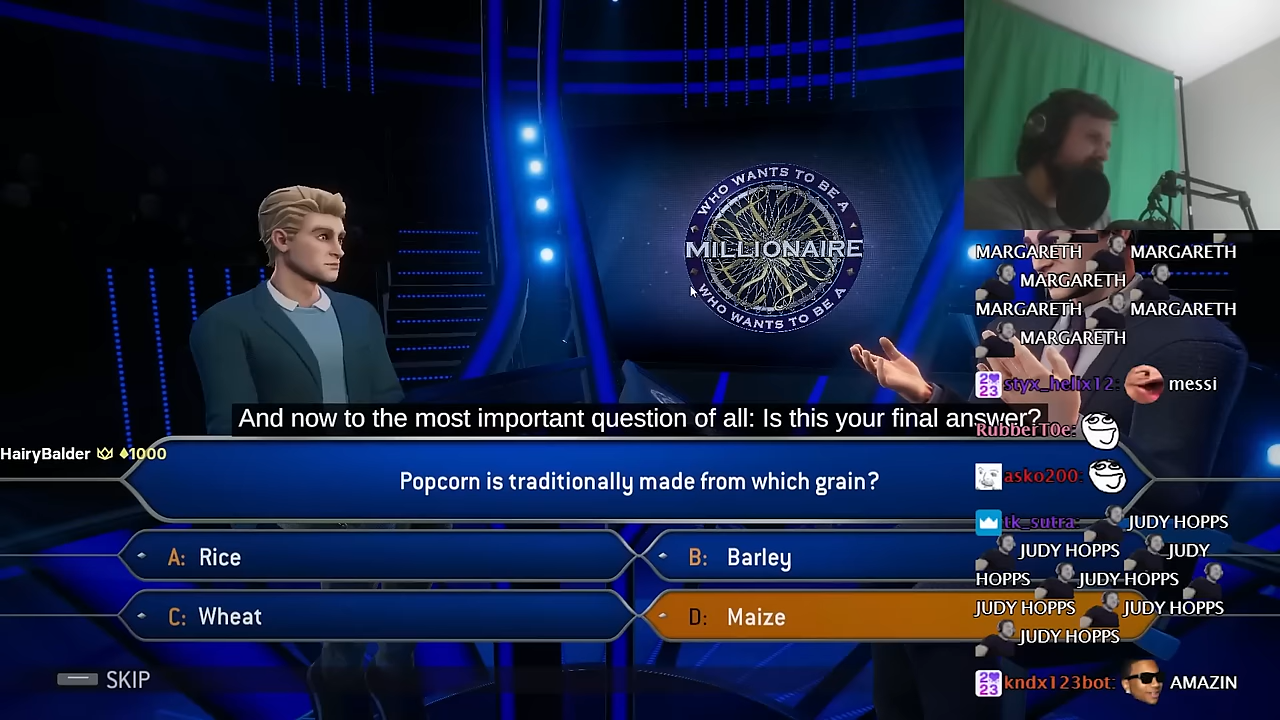 WHO WANTS TO BE A
MILLIONAIRE
WHO WANTS TO BE A
And now to the most important question of all: Is this your final answer?
HairyBalder 1000
Popcorn is traditionally made from which grain?
A: Rice
B: Barley
C: Wheat
D: Maize
SKIP
MARGARETH MARGARETH
MARGARETH
MARGARETH MARGARETH
MARGARETH
2023 styx_helix12: messi
RubberT0e:
asko200:
tk_sutra: JUDY HOPPS
JUDY HOPPS JUDY
HOPPS JUDY HOPPS
JUDY HOPPS JUDY HOPPS
JUDY HOPPS
2023 kndx123bot: AMAZIN